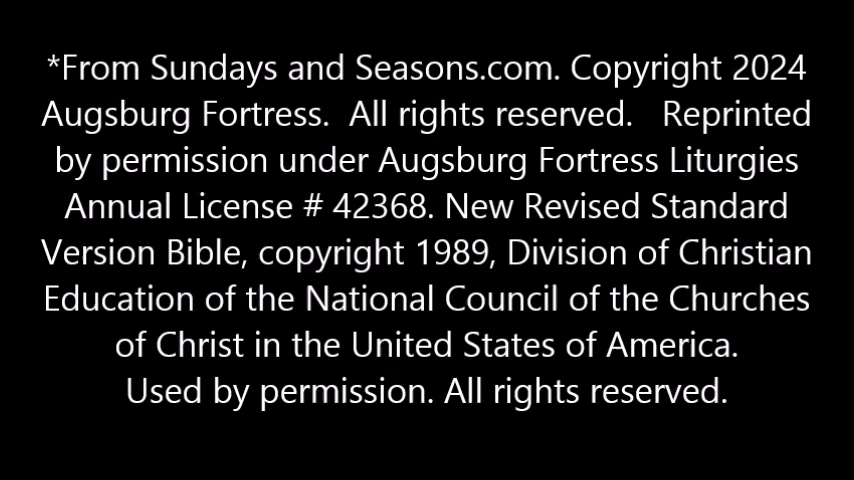 *From Sundays and Seasons.com. Copyright 2024
Augsburg Fortress.  All rights reserved.   Reprinted
by permission under Augsburg Fortress Liturgies
Annual License # 42368. New Revised Standard
Version Bible, copyright 1989, Division of Christian
Education of the National Council of the Churches
of Christ in the United States of America.
Used by permission. All rights reserved.